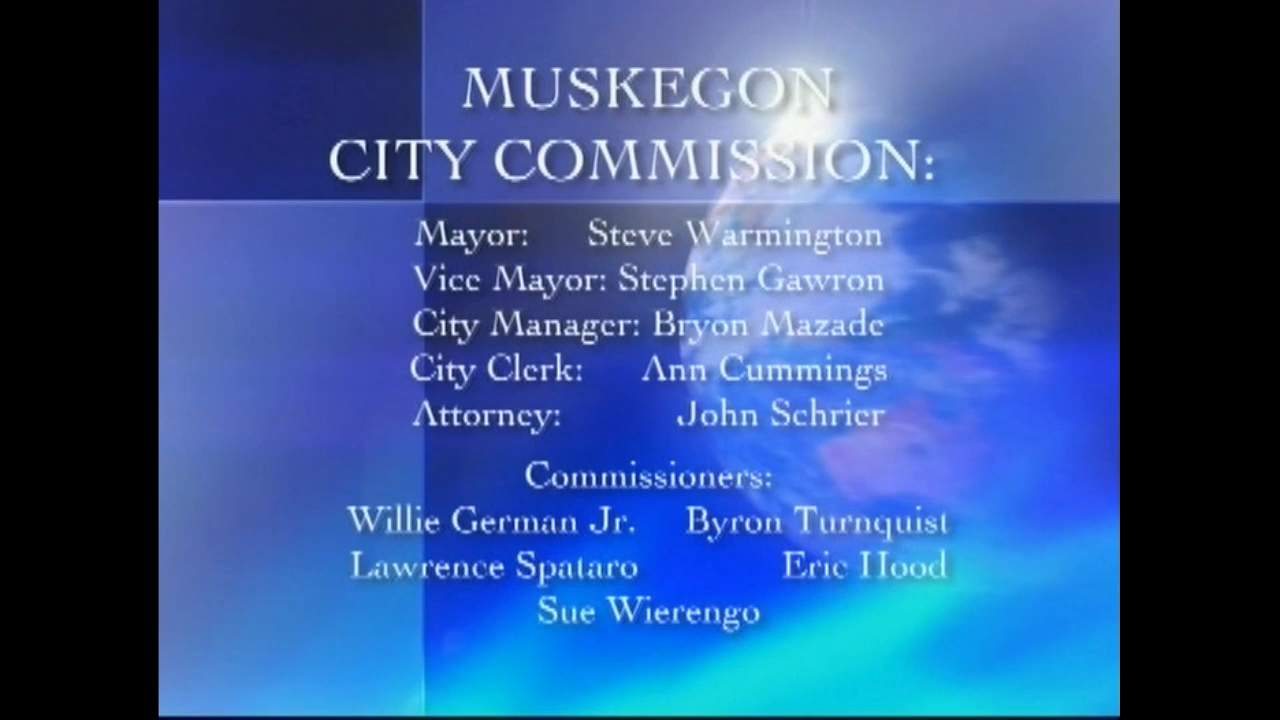 MUSKEGON
CITY COMMISSION:
Mayor: Steve Warmington
Vice Mayor: Stephen Gawron
City Manager: Bryon Mazade
City Clerk: Ann Cummings
Attorney: John Schrier
Commissioners:
Willie German Jr. Byron Turnquist
Lawrence Spataro Eric Hood
Sue Wierengo